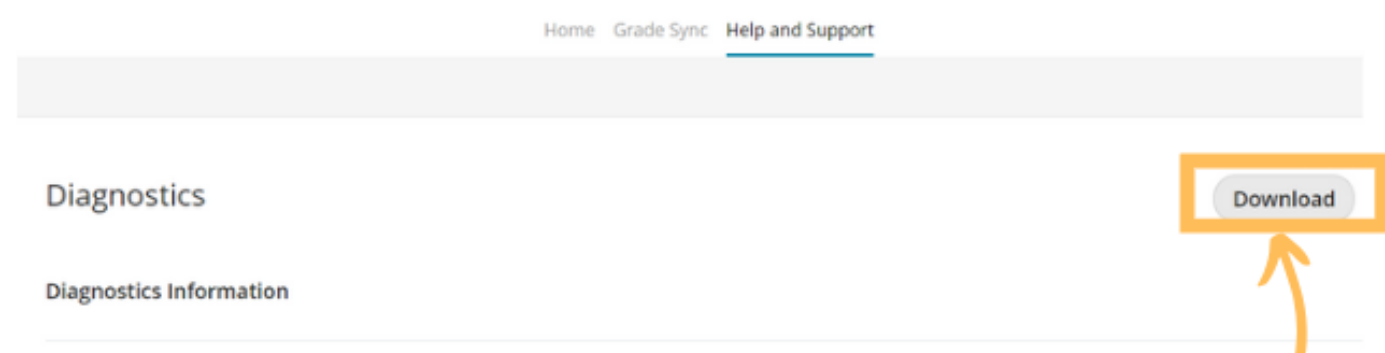 Home Grade Sync Help and Support
Diagnostics
Download
Diagnostics Information